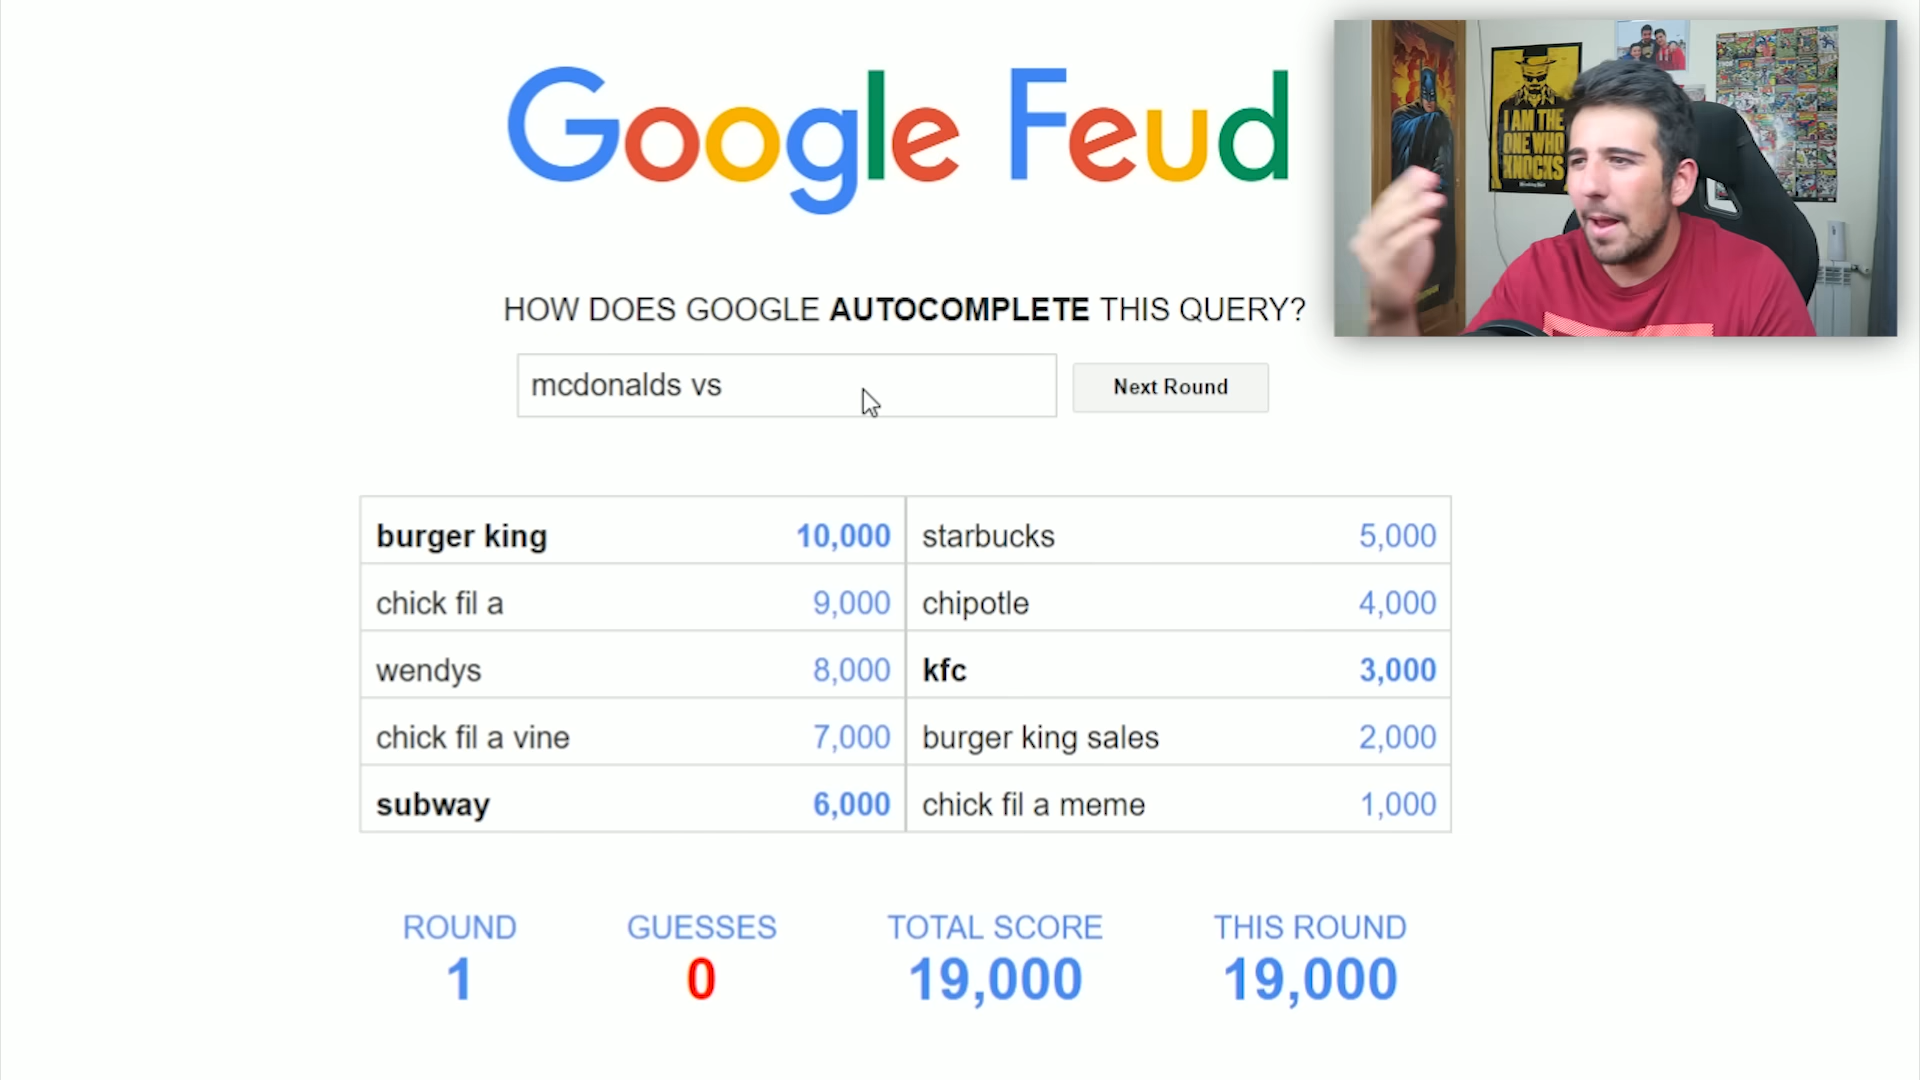 Google Feud
I AM THE
ONE WHO
KNOCKS
HOW DOES GOOGLE AUTOCOMPLETE THIS QUERY?
mcdonalds vs
Next Round
burger king 10,000
chick fil a 9,000
wendys 8,000
chick fil a vine 7,000
subway 6,000
starbucks 5,000
chipotle 4,000
kfc 3,000
burger king sales 2,000
chick fil a meme 1,000
ROUND
1
GUESSES
0
TOTAL SCORE
19,000
THIS ROUND
19,000